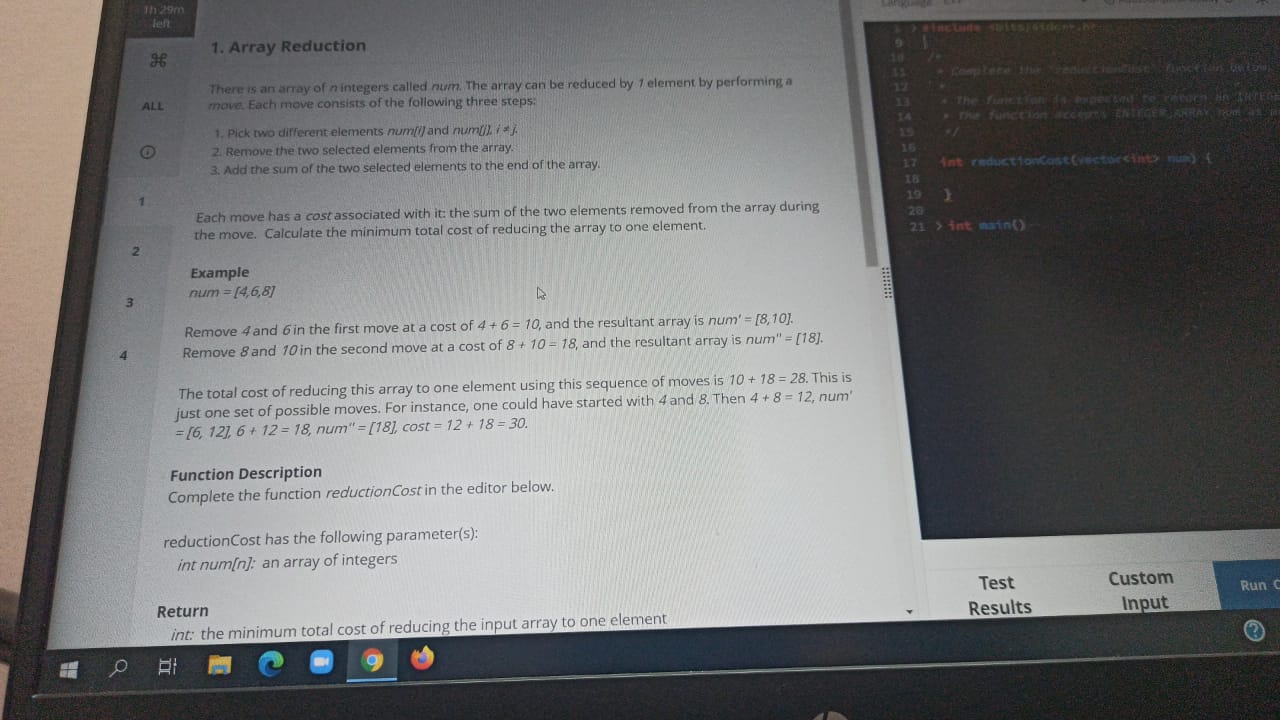 1h 29m
left
ALL
1
2
3
4
1. Array Reduction
There is an array of n integers called num. The array can be reduced by 1 element by performing a
move. Each move consists of the following three steps:
1. Pick two different elements num[i] and num[j], i ≠ j.
2. Remove the two selected elements from the array.
3. Add the sum of the two selected elements to the end of the array.
Each move has a cost associated with it: the sum of the two elements removed from the array during
the move. Calculate the minimum total cost of reducing the array to one element.
Example
num = [4,6,8]
Remove 4 and 6 in the first move at a cost of 4 + 6 = 10, and the resultant array is num' = [8,10].
Remove 8 and 10 in the second move at a cost of 8 + 10 = 18, and the resultant array is num'' = [18].
The total cost of reducing this array to one element using this sequence of moves is 10 + 18 = 28. This is
just one set of possible moves. For instance, one could have started with 4 and 8. Then 4 + 8 = 12, num'
= [6, 12], 6 + 12 = 18, num'' = [18], cost = 12 + 18 = 30.
Function Description
Complete the function reductionCost in the editor below.
reductionCost has the following parameter(s):
int num[n]: an array of integers
Return
int: the minimum total cost of reducing the input array to one element
Language
> #include <bits/stdc++.h>
9
10 /*
11 * Complete the 'reductionCost' function below.
12 *
13 * The function is expected to return an
14 * The function accepts INTEGER_ARRAY num as
15 */
16
17 int reductionCost(vector<int> num) {
18
19 }
20
21 > int main()
Test
Results
Custom
Input
Run